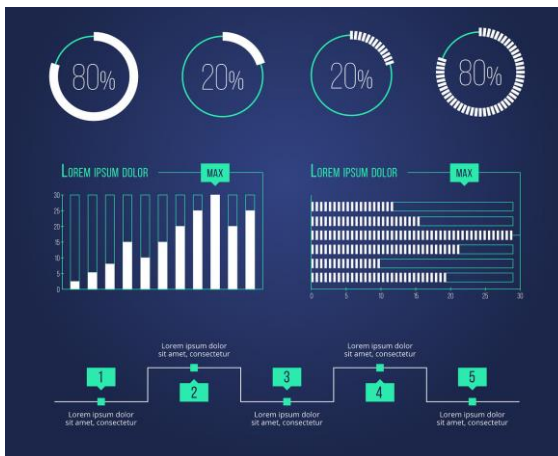 80%
20%
20%
80%
Lorem ipsum dolor
MAX
30
25
20
15
10
5
0
Lorem ipsum dolor
MAX
0 5 10 15 20 25 30
Lorem ipsum dolor
sit amet, consectetur
Lorem ipsum dolor
sit amet, consectetur
1
2
3
4
5
Lorem ipsum dolor
sit amet, consectetur
Lorem ipsum dolor
sit amet, consectetur
Lorem ipsum dolor
sit amet, consectetur